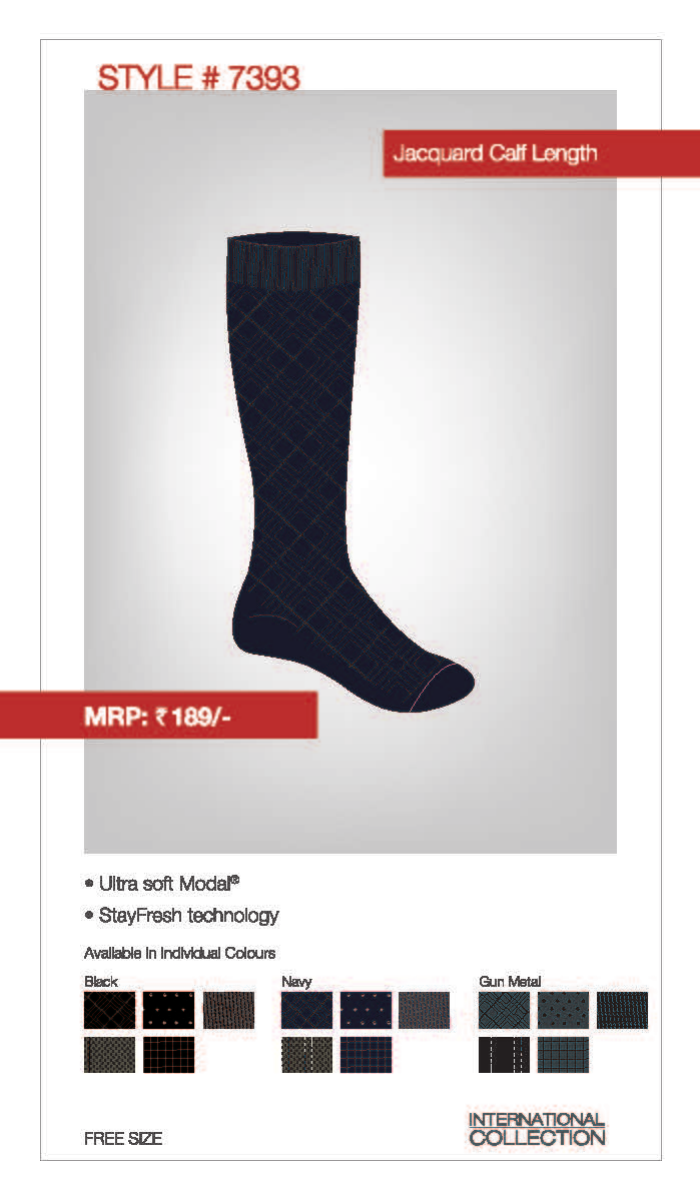 STYLE # 7393
Jacquard Calf Length
MRP: ₹ 189/-
• Ultra soft Modal®
• StayFresh technology
Available in Individual Colours
Black
Navy
Gun Metal
FREE SIZE
INTERNATIONAL
COLLECTION